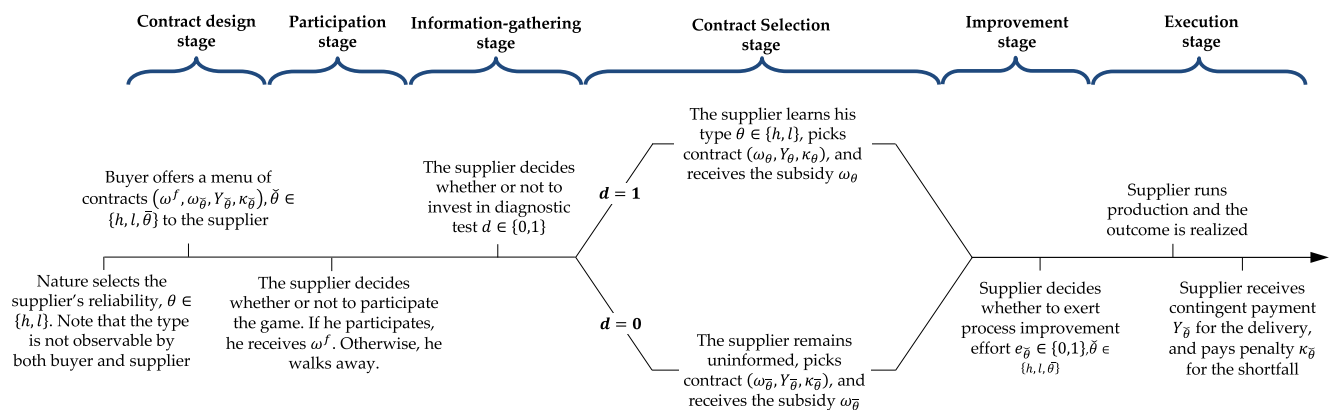 Contract design
stage
Participation
stage
Information-gathering
stage
Contract Selection
stage
Improvement
stage
Execution
stage
Buyer offers a menu of
contracts (ω^f, ω_θ̆, Y_θ̆, κ_θ̆), θ̆ ∈
{h, l, θ̄} to the supplier
Nature selects the
supplier's reliability, θ ∈
{h, l}. Note that the type
is not observable by
both buyer and supplier
The supplier decides
whether or not to participate
the game. If he participates,
he receives ω^f. Otherwise, he
walks away.
The supplier decides
whether or not to
invest in diagnostic
test d ∈ {0,1}
d = 1
d = 0
The supplier learns his
type θ ∈ {h, l}, picks
contract (ω_θ, Y_θ, κ_θ), and
receives the subsidy ω_θ
The supplier remains
uninformed, picks
contract (ω_θ̄, Y_θ̄, κ_θ̄), and
receives the subsidy ω_θ̄
Supplier decides
whether to exert
process improvement
effort e_θ̆ ∈ {0,1}, θ̆ ∈
{h, l, θ̄}
Supplier runs
production and the
outcome is realized
Supplier receives
contingent payment
Y_θ̆ for the delivery,
and pays penalty κ_θ̆
for the shortfall